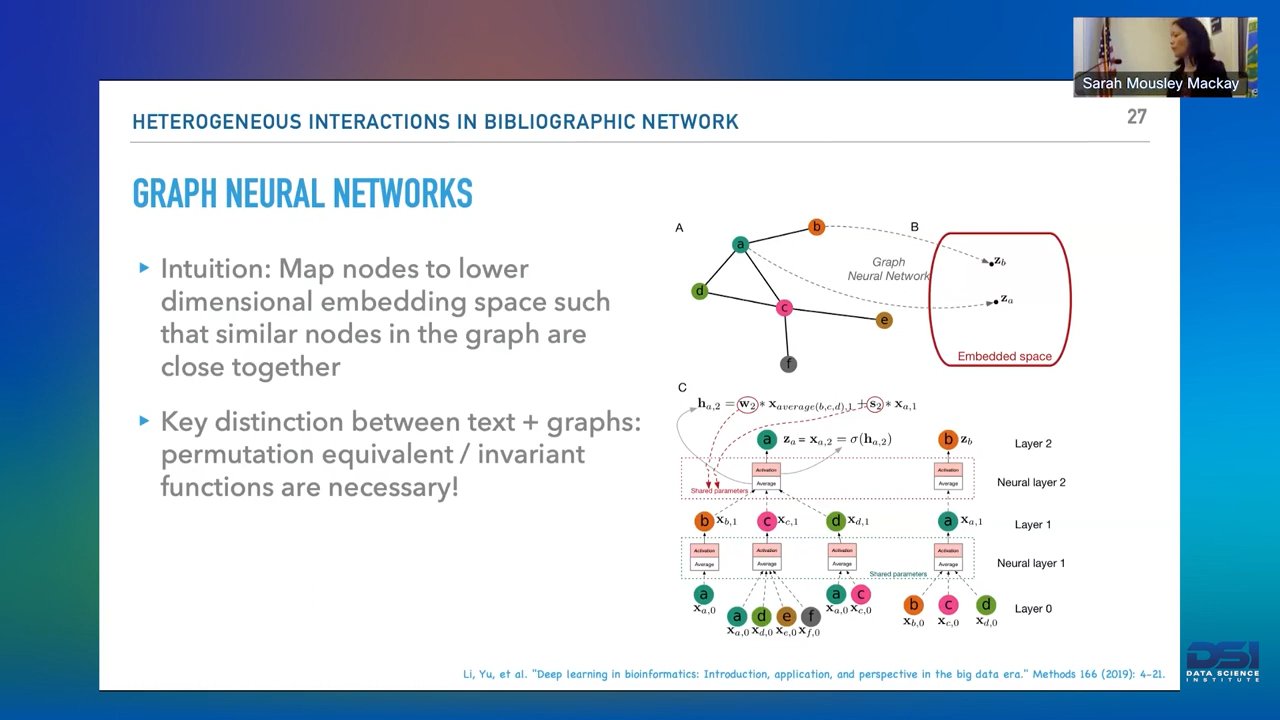 Sarah Mousley Mackay
HETEROGENEOUS INTERACTIONS IN BIBLIOGRAPHIC NETWORK
27
GRAPH NEURAL NETWORKS
Intuition: Map nodes to lower
dimensional embedding space such
that similar nodes in the graph are
close together
Key distinction between text + graphs:
permutation equivalent / invariant
functions are necessary!
A
b
B
a
Graph
Neural Network
z_b
d
z_a
c
e
Embedded space
f
C
h_{a,2} = w_2 * x_{average(b,c,d),1} + s_2 * x_{a,1}
a z_a = x_{a,2} = σ(h_{a,2}) b z_b Layer 2
Activation Activation
Average Average Neural layer 2
Shared parameters
b x_{b,1} c x_{c,1} d x_{d,1} a x_{a,1} Layer 1
Activation Activation Activation Activation
Average Average Average Average Neural layer 1
Shared parameters
a a c b c d Layer 0
x_{a,0} a d e f x_{a,0} x_{c,0} x_{b,0} x_{c,0} x_{d,0}
x_{a,0} x_{d,0} x_{e,0} x_{f,0}
Li, Yu, et al. "Deep learning in bioinformatics: Introduction, application, and perspective in the big data era." Methods 166 (2019): 4-21.
DSI
DATA SCIENCE
INSTITUTE